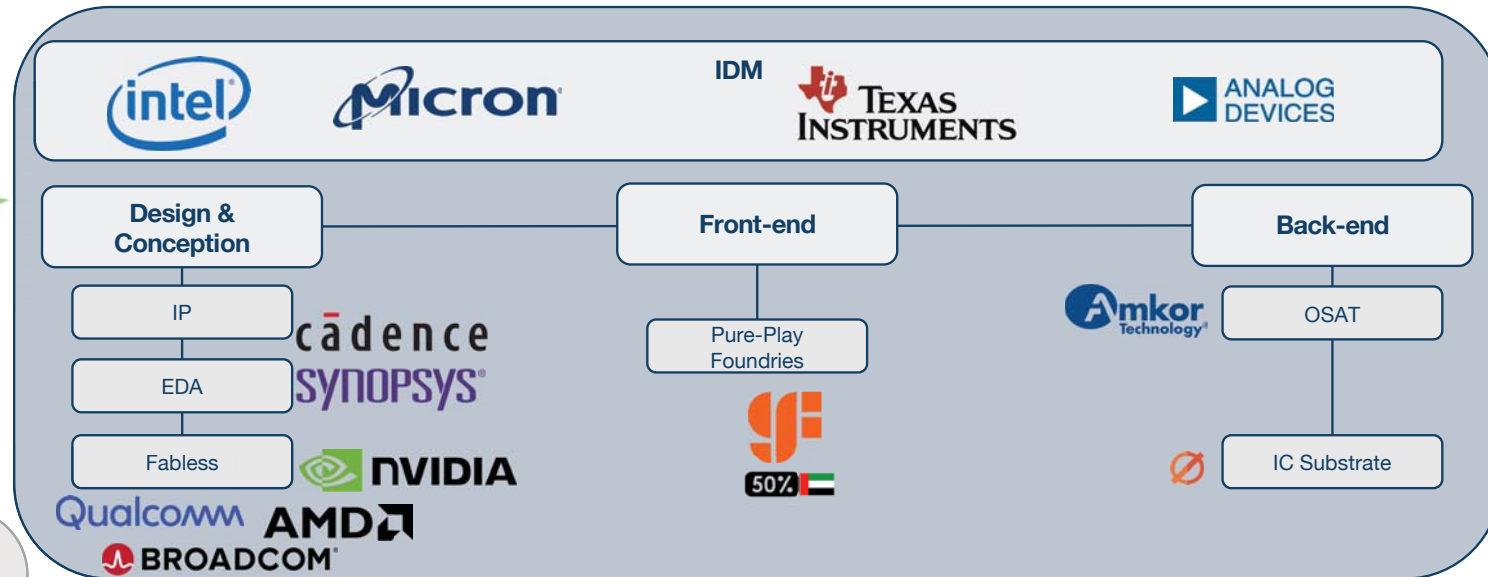 IDM
intel
Micron
TEXAS
INSTRUMENTS
ANALOG
DEVICES
Design &
Conception
Front-end
Back-end
IP
cādence
EDA
SYNOPSYS®
Fabless
NVIDIA
Qualcomm
AMD
BROADCOM®
Pure-Play
Foundries
GF
50%
Amkor
Technology®
OSAT
IC Substrate